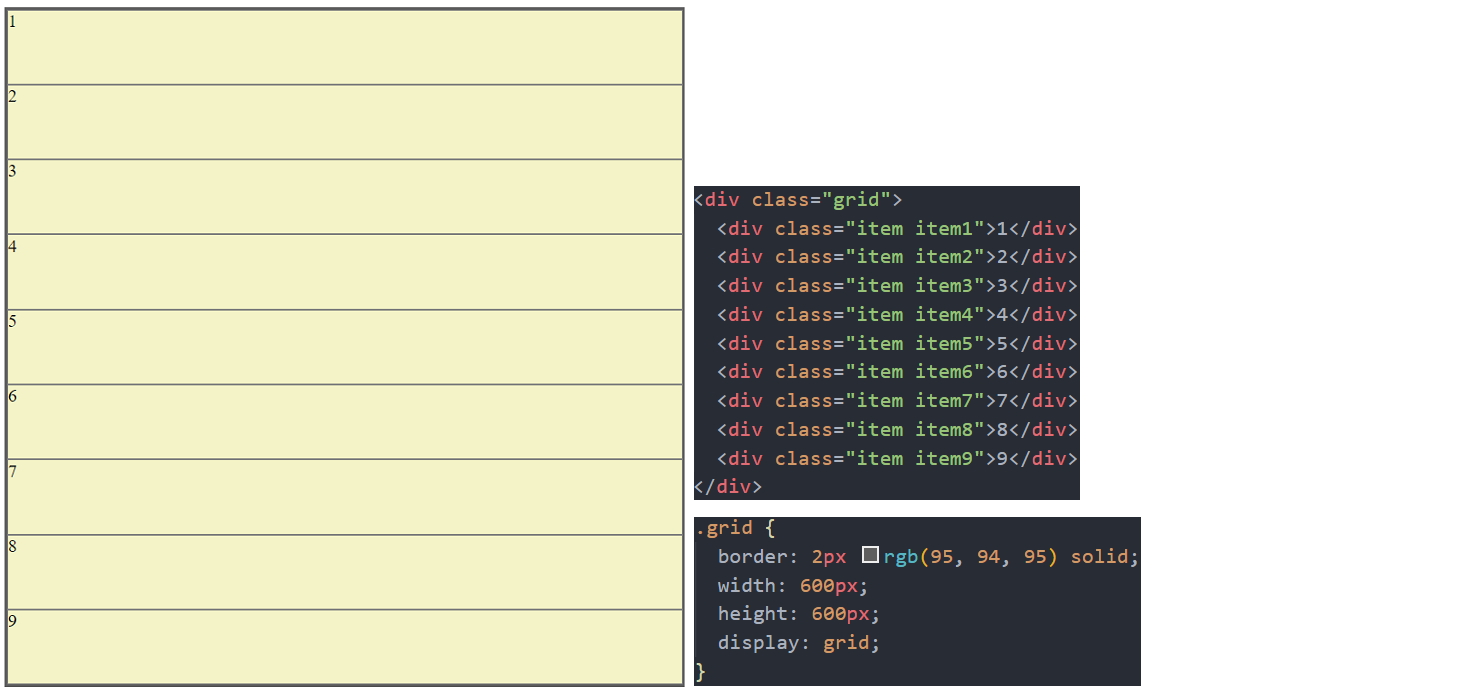 1
2
3
4
5
6
7
8
9
<div class="grid">
<div class="item item1">1</div>
<div class="item item2">2</div>
<div class="item item3">3</div>
<div class="item item4">4</div>
<div class="item item5">5</div>
<div class="item item6">6</div>
<div class="item item7">7</div>
<div class="item item8">8</div>
<div class="item item9">9</div>
</div>
.grid {
border: 2px rgb(95, 94, 95) solid;
width: 600px;
height: 600px;
display: grid;
}